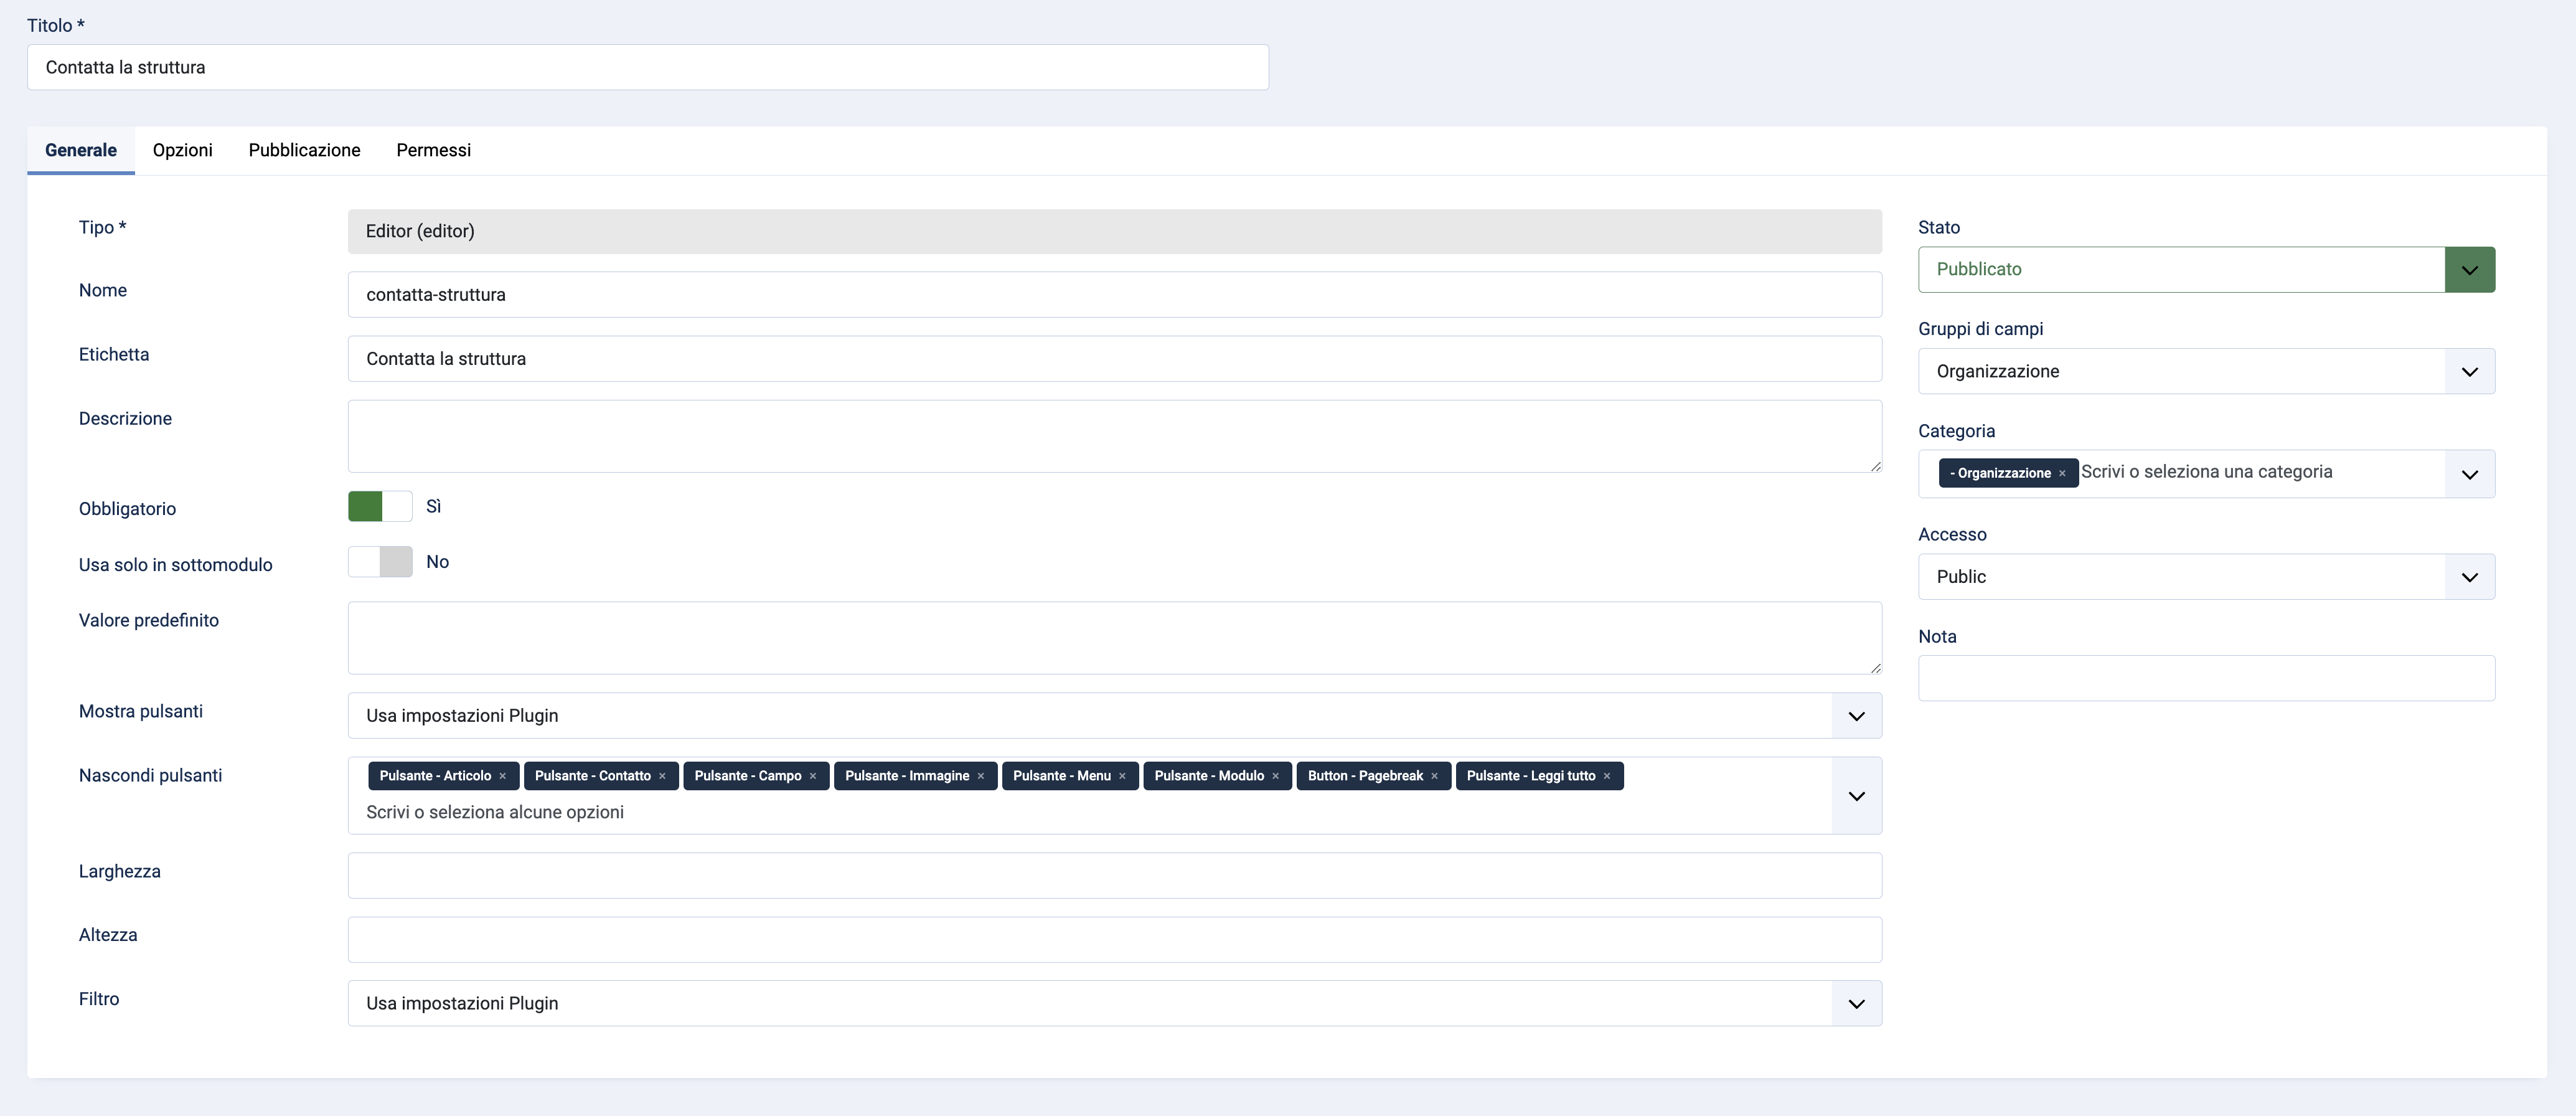 Titolo *
Contatta la struttura
Generale Opzioni Pubblicazione Permessi
Tipo *
Editor (editor)
Nome
contatta-struttura
Etichetta
Contatta la struttura
Descrizione
Obbligatorio
Sì
Usa solo in sottomodulo
No
Valore predefinito
Mostra pulsanti
Usa impostazioni Plugin
Nascondi pulsanti
Pulsante - Articolo × Pulsante - Contatto × Pulsante - Campo × Pulsante - Immagine × Pulsante - Menu × Pulsante - Modulo × Button - Pagebreak × Pulsante - Leggi tutto ×
Scrivi o seleziona alcune opzioni
Larghezza
Altezza
Filtro
Usa impostazioni Plugin
Stato
Pubblicato
Gruppi di campi
Organizzazione
Categoria
- Organizzazione × Scrivi o seleziona una categoria
Accesso
Public
Nota